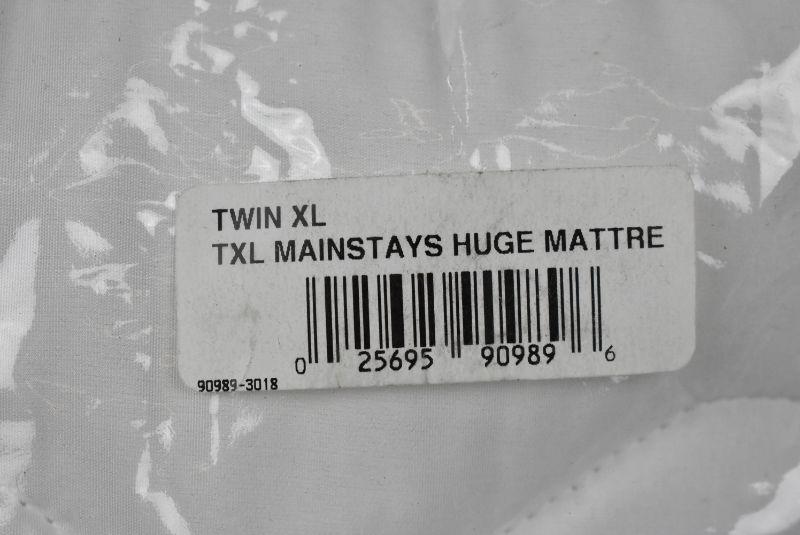 TWIN XL
TXL MAINSTAYS HUGE MATTRE
0 25695 90989 6
90989-3018